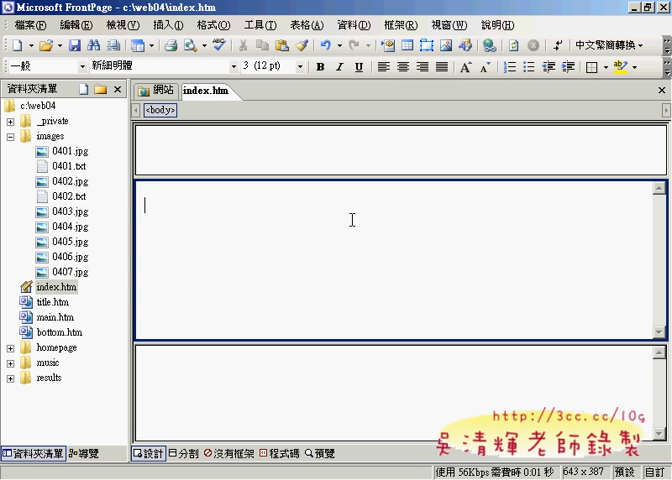 Microsoft FrontPage - c:\web04\index.htm
檔案(F) 編輯(E) 檢視(V) 插入(I) 格式(O) 工具(T) 表格(A) 資料(D) 框架(R) 視窗(W) 說明(H)
中文繁簡轉換
一般 新細明體 3 (12 pt) B I U A A A
資料夾清單 網站 index.htm
c:\web04 <body>
_private
images
0401.jpg
0401.txt
0402.jpg
0402.txt
0403.jpg
0404.jpg
0405.jpg
0406.jpg
0407.jpg
index.htm
title.htm
main.htm
bottom.htm
homepage
music
results
http://3cc.cc/10g
吳清輝老師錄製
資料夾清單 導覽 設計 分割 沒有框架 程式碼 預覽
使用 56Kbps 需費時 0:01 秒 643 x 387 預設 自訂